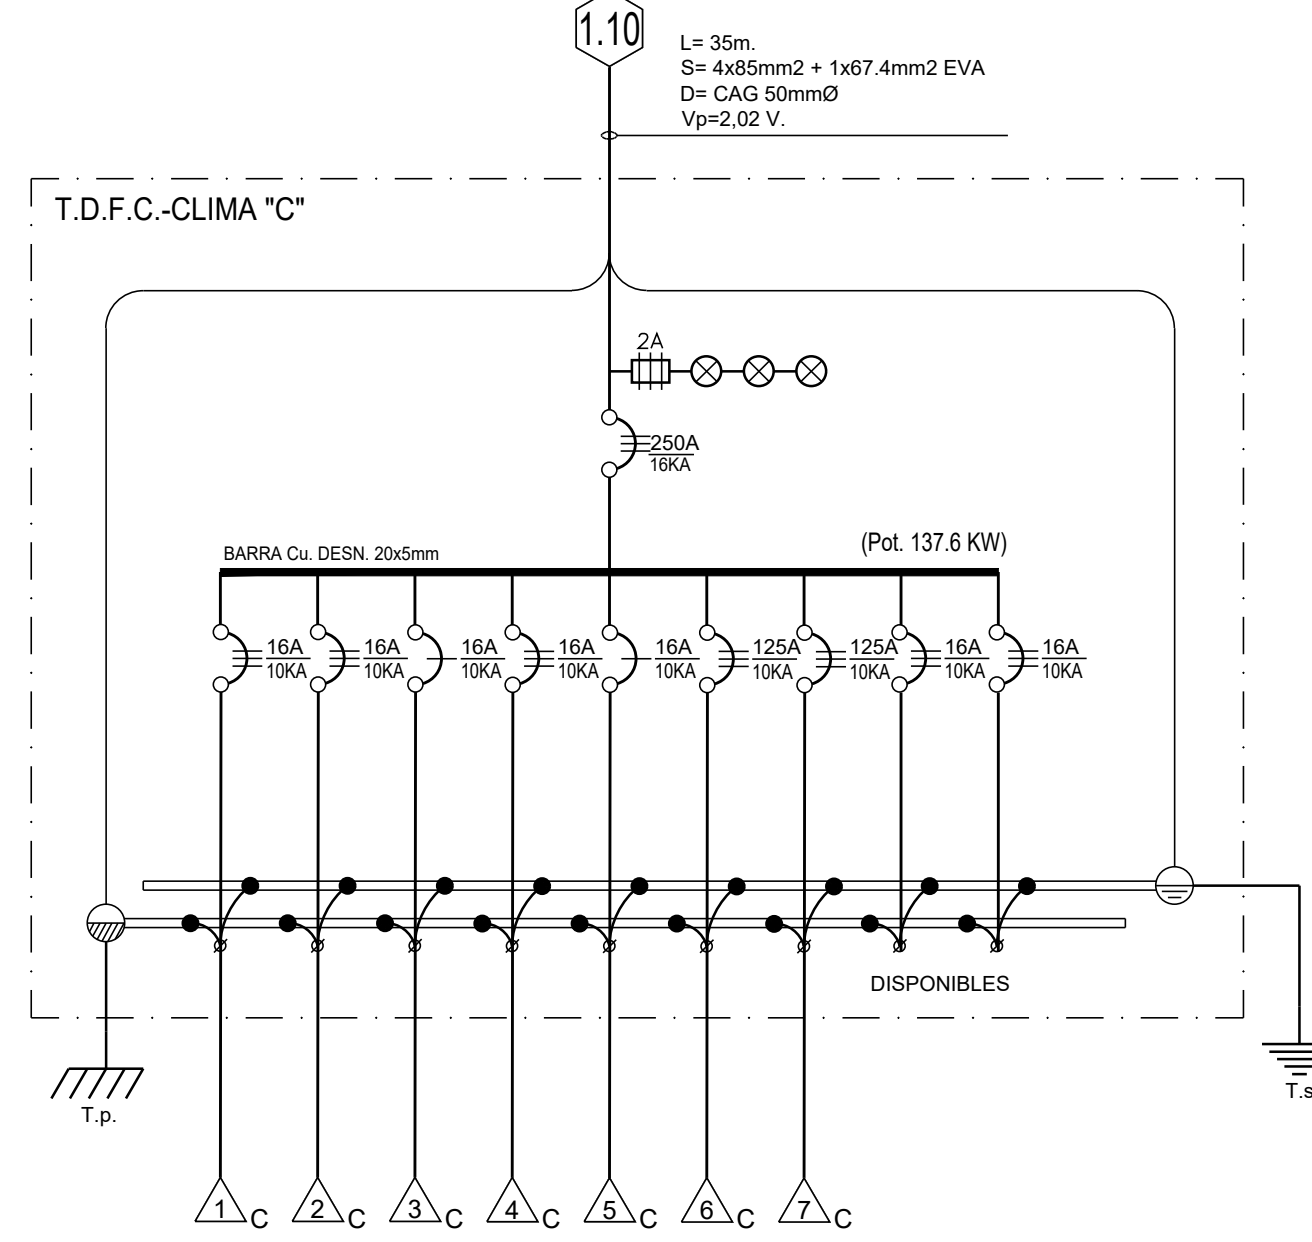 1.10
L= 35m.
S= 4x85mm2 + 1x67.4mm2 EVA
D= CAG 50mmØ
Vp=2,02 V.
T.D.F.C.-CLIMA "C"
2A
250A
16KA
BARRA Cu. DESN. 20x5mm
(Pot. 137.6 KW)
16A 16A 16A 16A 16A 125A 125A 16A 16A
10KA 10KA 10KA 10KA 10KA 10KA 10KA 10KA 10KA
DISPONIBLES
T.p.
T.s
1 C 2 C 3 C 4 C 5 C 6 C 7 C